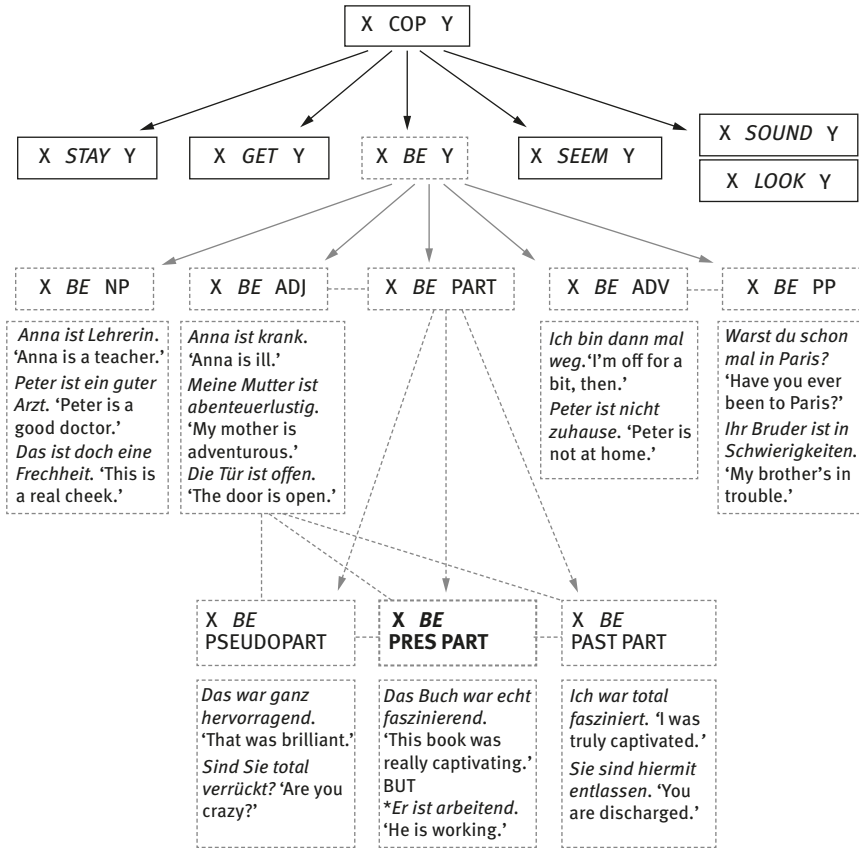 X COP Y
X STAY Y
X GET Y
X BE Y
X SEEM Y
X SOUND Y
X LOOK Y
X BE NP
X BE ADJ
X BE PART
X BE ADV
X BE PP
Anna ist Lehrerin.
‘Anna is a teacher.’
Peter ist ein guter
Arzt. ‘Peter is a
good doctor.’
Das ist doch eine
Frechheit. ‘This is
a real cheek.’
Anna ist krank.
‘Anna is ill.’
Meine Mutter ist
abenteuerlustig.
‘My mother is
adventurous.’
Die Tür ist offen.
‘The door is open.’
Ich bin dann mal
weg.‘I’m off for a
bit, then.’
Peter ist nicht
zuhause. ‘Peter is
not at home.’
Warst du schon
mal in Paris?
‘Have you ever
been to Paris?’
Ihr Bruder ist in
Schwierigkeiten.
‘My brother’s in
trouble.’
X BE
PSEUDOPART
X BE
PRES PART
X BE
PAST PART
Das war ganz
hervorragend.
‘That was brilliant.’
Sind Sie total
verrückt? ‘Are you
crazy?’
Das Buch war echt
faszinierend.
‘This book was
really captivating.’
BUT
*Er ist arbeitend.
‘He is working.’
Ich war total
fasziniert. ‘I was
truly captivated.’
Sie sind hiermit
entlassen. ‘You
are discharged.’